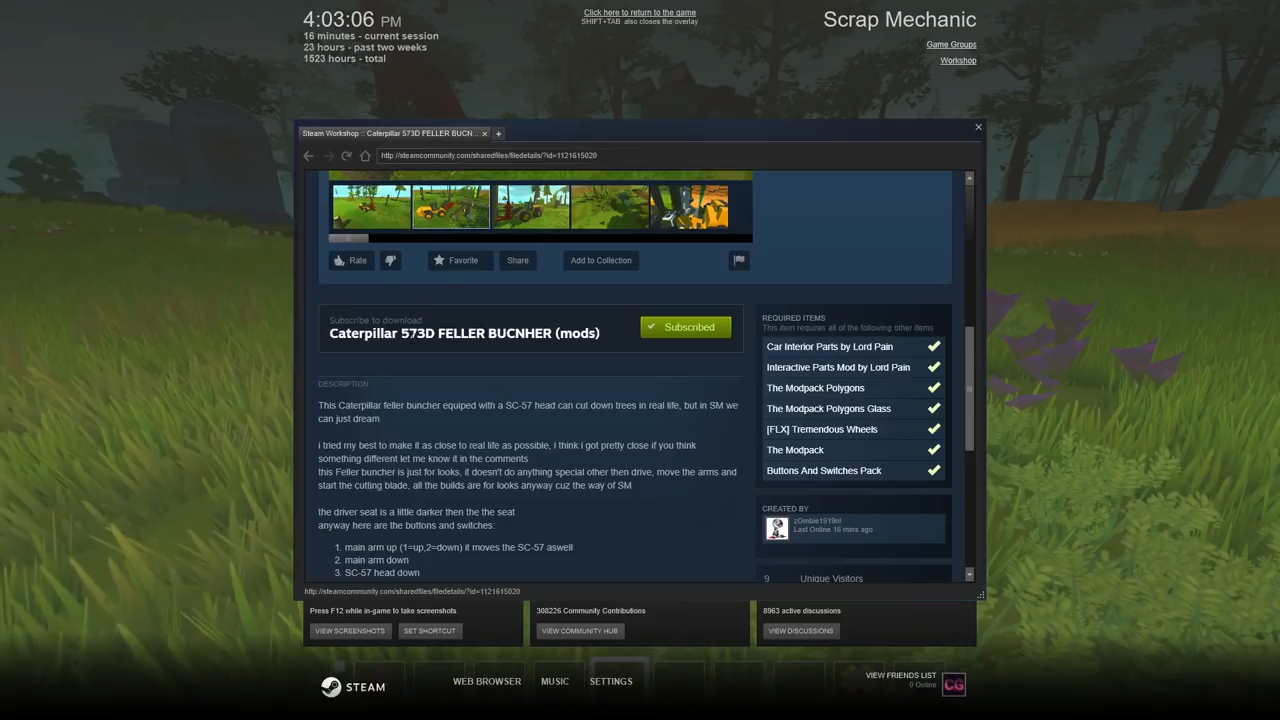 4:03:06 PM
16 minutes - current session
23 hours - past two weeks
1523 hours - total
Click here to return to the game
SHIFT+TAB also closes the overlay
Scrap Mechanic
Game Groups
Workshop
Steam Workshop :: Caterpillar 573D FELLER BUCN...
http://steamcommunity.com/sharedfiles/filedetails/?id=1121615020
Rate
Favorite
Share
Add to Collection
Subscribe to download
Caterpillar 573D FELLER BUCNHER (mods)
Subscribed
DESCRIPTION
This Caterpillar feller buncher equiped with a SC-57 head can cut down trees in real life, but in SM we
can just dream
i tried my best to make it as close to real life as possible, i think i got pretty close if you think
something different let me know it in the comments
this Feller buncher is just for looks, it doesn't do anything special other then drive, move the arms and
start the cutting blade, all the builds are for looks anyway cuz the way of SM
the driver seat is a little darker then the the seat
anyway here are the buttons and switches:
1. main arm up (1=up,2=down) it moves the SC-57 aswell
2. main arm down
3. SC-57 head down
REQUIRED ITEMS
This item requires all of the following other items
Car Interior Parts by Lord Pain
Interactive Parts Mod by Lord Pain
The Modpack Polygons
The Modpack Polygons Glass
[FLX] Tremendous Wheels
The Modpack
Buttons And Switches Pack
CREATED BY
zOmbie1919nl
Last Online 16 mins ago
9 Unique Visitors
http://steamcommunity.com/sharedfiles/filedetails/?id=1121615020
Press F12 while in-game to take screenshots.
VIEW SCREENSHOTS
SET SHORTCUT
308226 Community Contributions
VIEW COMMUNITY HUB
8963 active discussions
VIEW DISCUSSIONS
STEAM
WEB BROWSER
MUSIC
SETTINGS
VIEW FRIENDS LIST
0 Online
CG